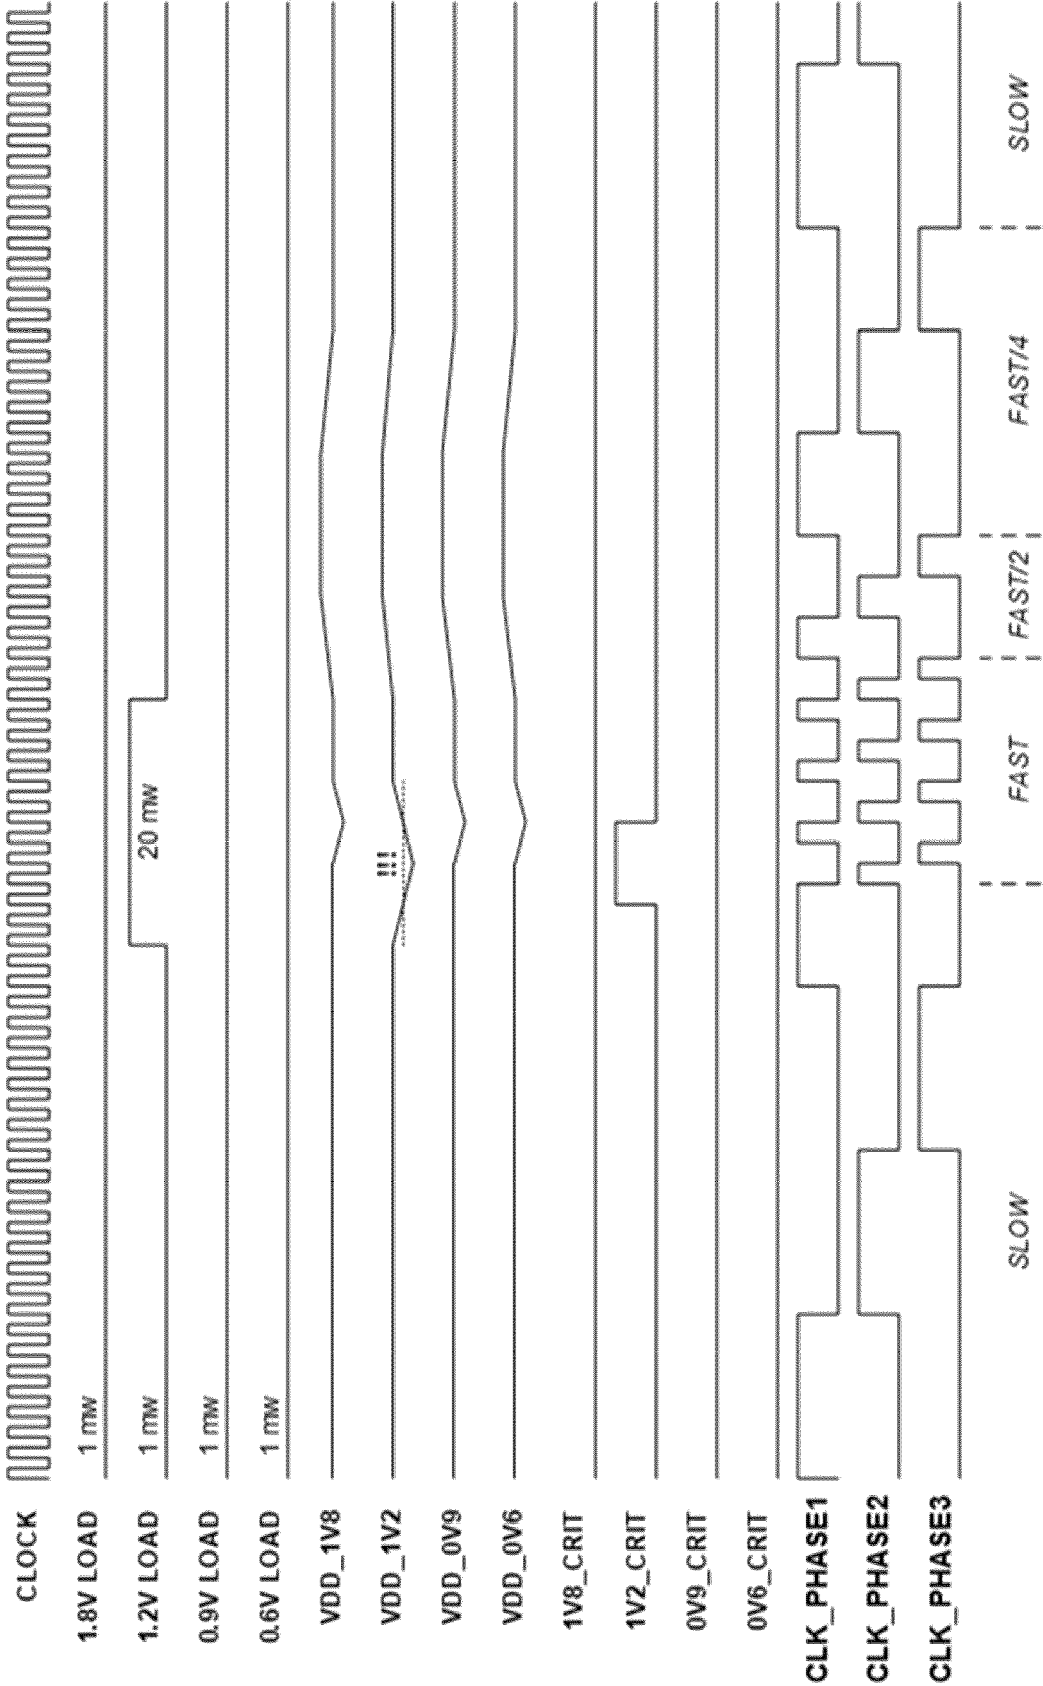 CLOCK
1.8V LOAD 1 mw
1.2V LOAD 1 mw 20 mw
0.9V LOAD 1 mw
0.6V LOAD 1 mw
VDD_1V8
VDD_1V2 !!!
VDD_0V9
VDD_0V6
1V8_CRIT
1V2_CRIT
0V9_CRIT
0V6_CRIT
CLK_PHASE1
CLK_PHASE2
CLK_PHASE3
SLOW FAST FAST/2 FAST/4 SLOW